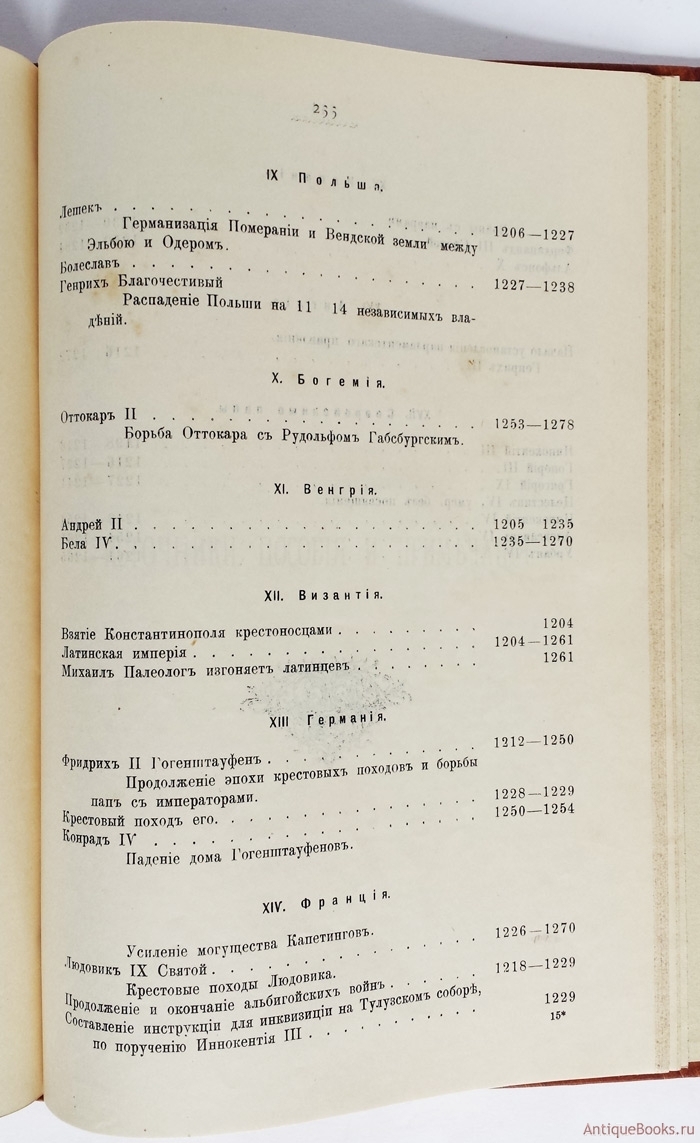 233
IX Польша.
Лешекъ . . . . . . . . . . . . . . . . . . . 1206—1227
Германизація Помераніи и Вендской земли между
Эльбою и Одеромъ.
Болеславъ . . . . . . . . . . . . . . . . . . 1227—1238
Генрихъ Благочестивый
Распаденіе Польши на 11 14 независимыхъ вла-
дѣній.
X. Богемія.
Оттокаръ II . . . . . . . . . . . . . . . . . 1253—1278
Борьба Оттокара съ Рудольфомъ Габсбургскимъ.
XI. Венгрія.
Андрей II . . . . . . . . . . . . . . . . . . 1205 1235
Бела IV. . . . . . . . . . . . . . . . . . . 1235—1270
XII. Византія.
Взятіе Константинополя крестоносцами . . . . . . . 1204
Латинская имперія . . . . . . . . . . . . . . . 1204—1261
Михаилъ Палеологъ изгоняетъ латинцевъ . . . . . . . 1261
XIII Германія.
Фридрихъ II Гогенштауфенъ . . . . . . . . . . . 1212—1250
Продолженіе эпохи крестовыхъ походовъ и борьбы
папъ съ императорами.
Крестовый походъ его. . . . . . . . . . . . . . 1228—1229
Конрадъ IV . . . . . . . . . . . . . . . . . . 1250—1254
Паденіе дома Гогенштауфеновъ.
XIV. Франція.
Усиленіе могущества Капетинговъ.
Людовикъ IX Святой . . . . . . . . . . . . . . 1226—1270
Крестовые походы Людовика.
Продолженіе и окончаніе альбигойскихъ войнъ . . . . . 1218—1229
Составленіе инструкціи для инквизиціи на Тулузскомъ соборѣ,
по порученію Иннокентія III . . . . . . . . . 1229
15*
AntiqueBooks.ru